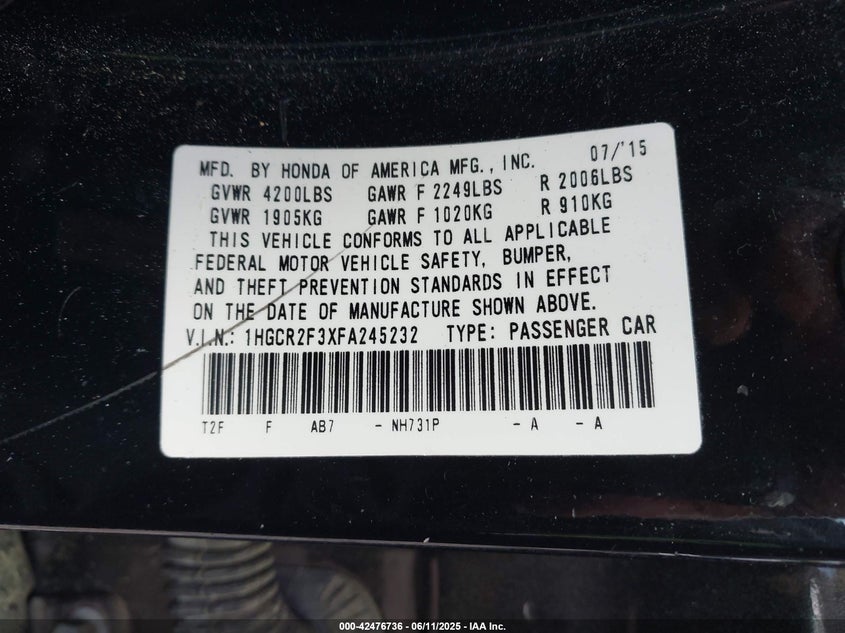 MFD. BY HONDA OF AMERICA MFG., INC. 07/'15
GVWR 4200LBS GAWR F 2249LBS R 2006LBS
GVWR 1905KG GAWR F 1020KG R 910KG
THIS VEHICLE CONFORMS TO ALL APPLICABLE
FEDERAL MOTOR VEHICLE SAFETY, BUMPER,
AND THEFT PREVENTION STANDARDS IN EFFECT
ON THE DATE OF MANUFACTURE SHOWN ABOVE.
V.I.N.: 1HGCR2F3XFA245232 TYPE: PASSENGER CAR
T2F F AB7 - NH731P - A - A
000-42476736 - 06/11/2025 - IAA Inc.